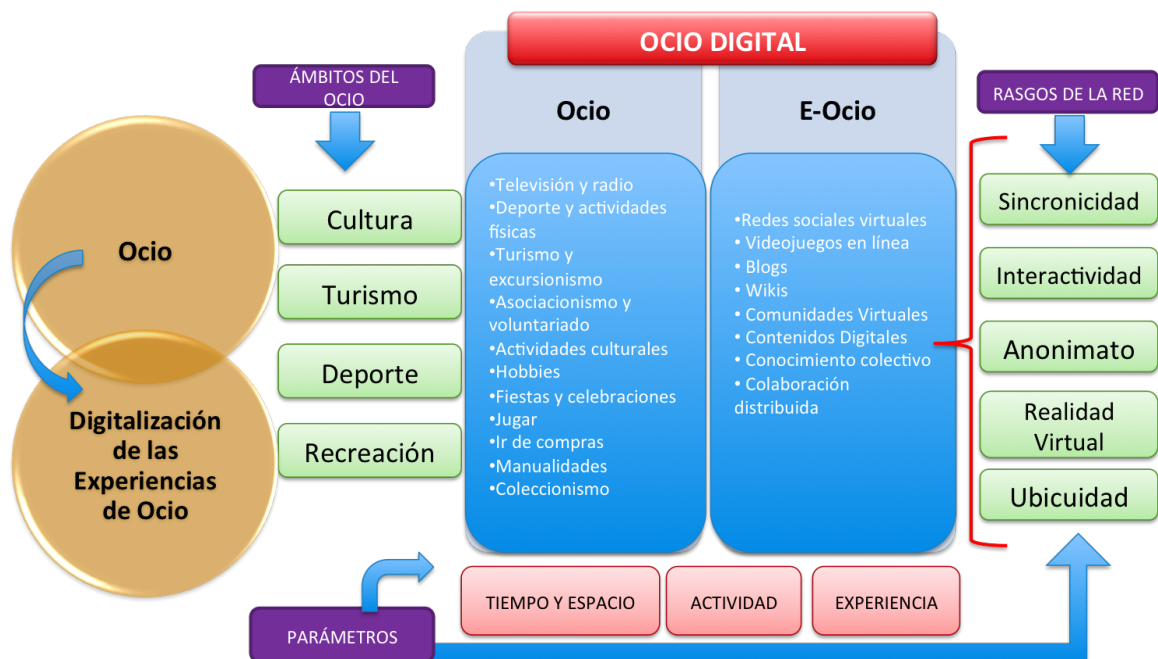 OCIO DIGITAL
ÁMBITOS DEL
OCIO
Ocio
E-Ocio
RASGOS DE LA RED
Ocio
Digitalización
de las
Experiencias
de Ocio
Cultura
Turismo
Deporte
Recreación
•Televisión y radio
•Deporte y actividades
físicas
•Turismo y
excursionismo
•Asociacionismo y
voluntariado
•Actividades culturales
•Hobbies
•Fiestas y celebraciones
•Jugar
•Ir de compras
•Manualidades
•Coleccionismo
•Redes sociales virtuales
• Videojuegos en línea
• Blogs
• Wikis
• Comunidades Virtuales
• Contenidos Digitales
• Conocimiento colectivo
• Colaboración
distribuida
Sincronicidad
Interactividad
Anonimato
Realidad
Virtual
Ubicuidad
PARÁMETROS
TIEMPO Y ESPACIO
ACTIVIDAD
EXPERIENCIA